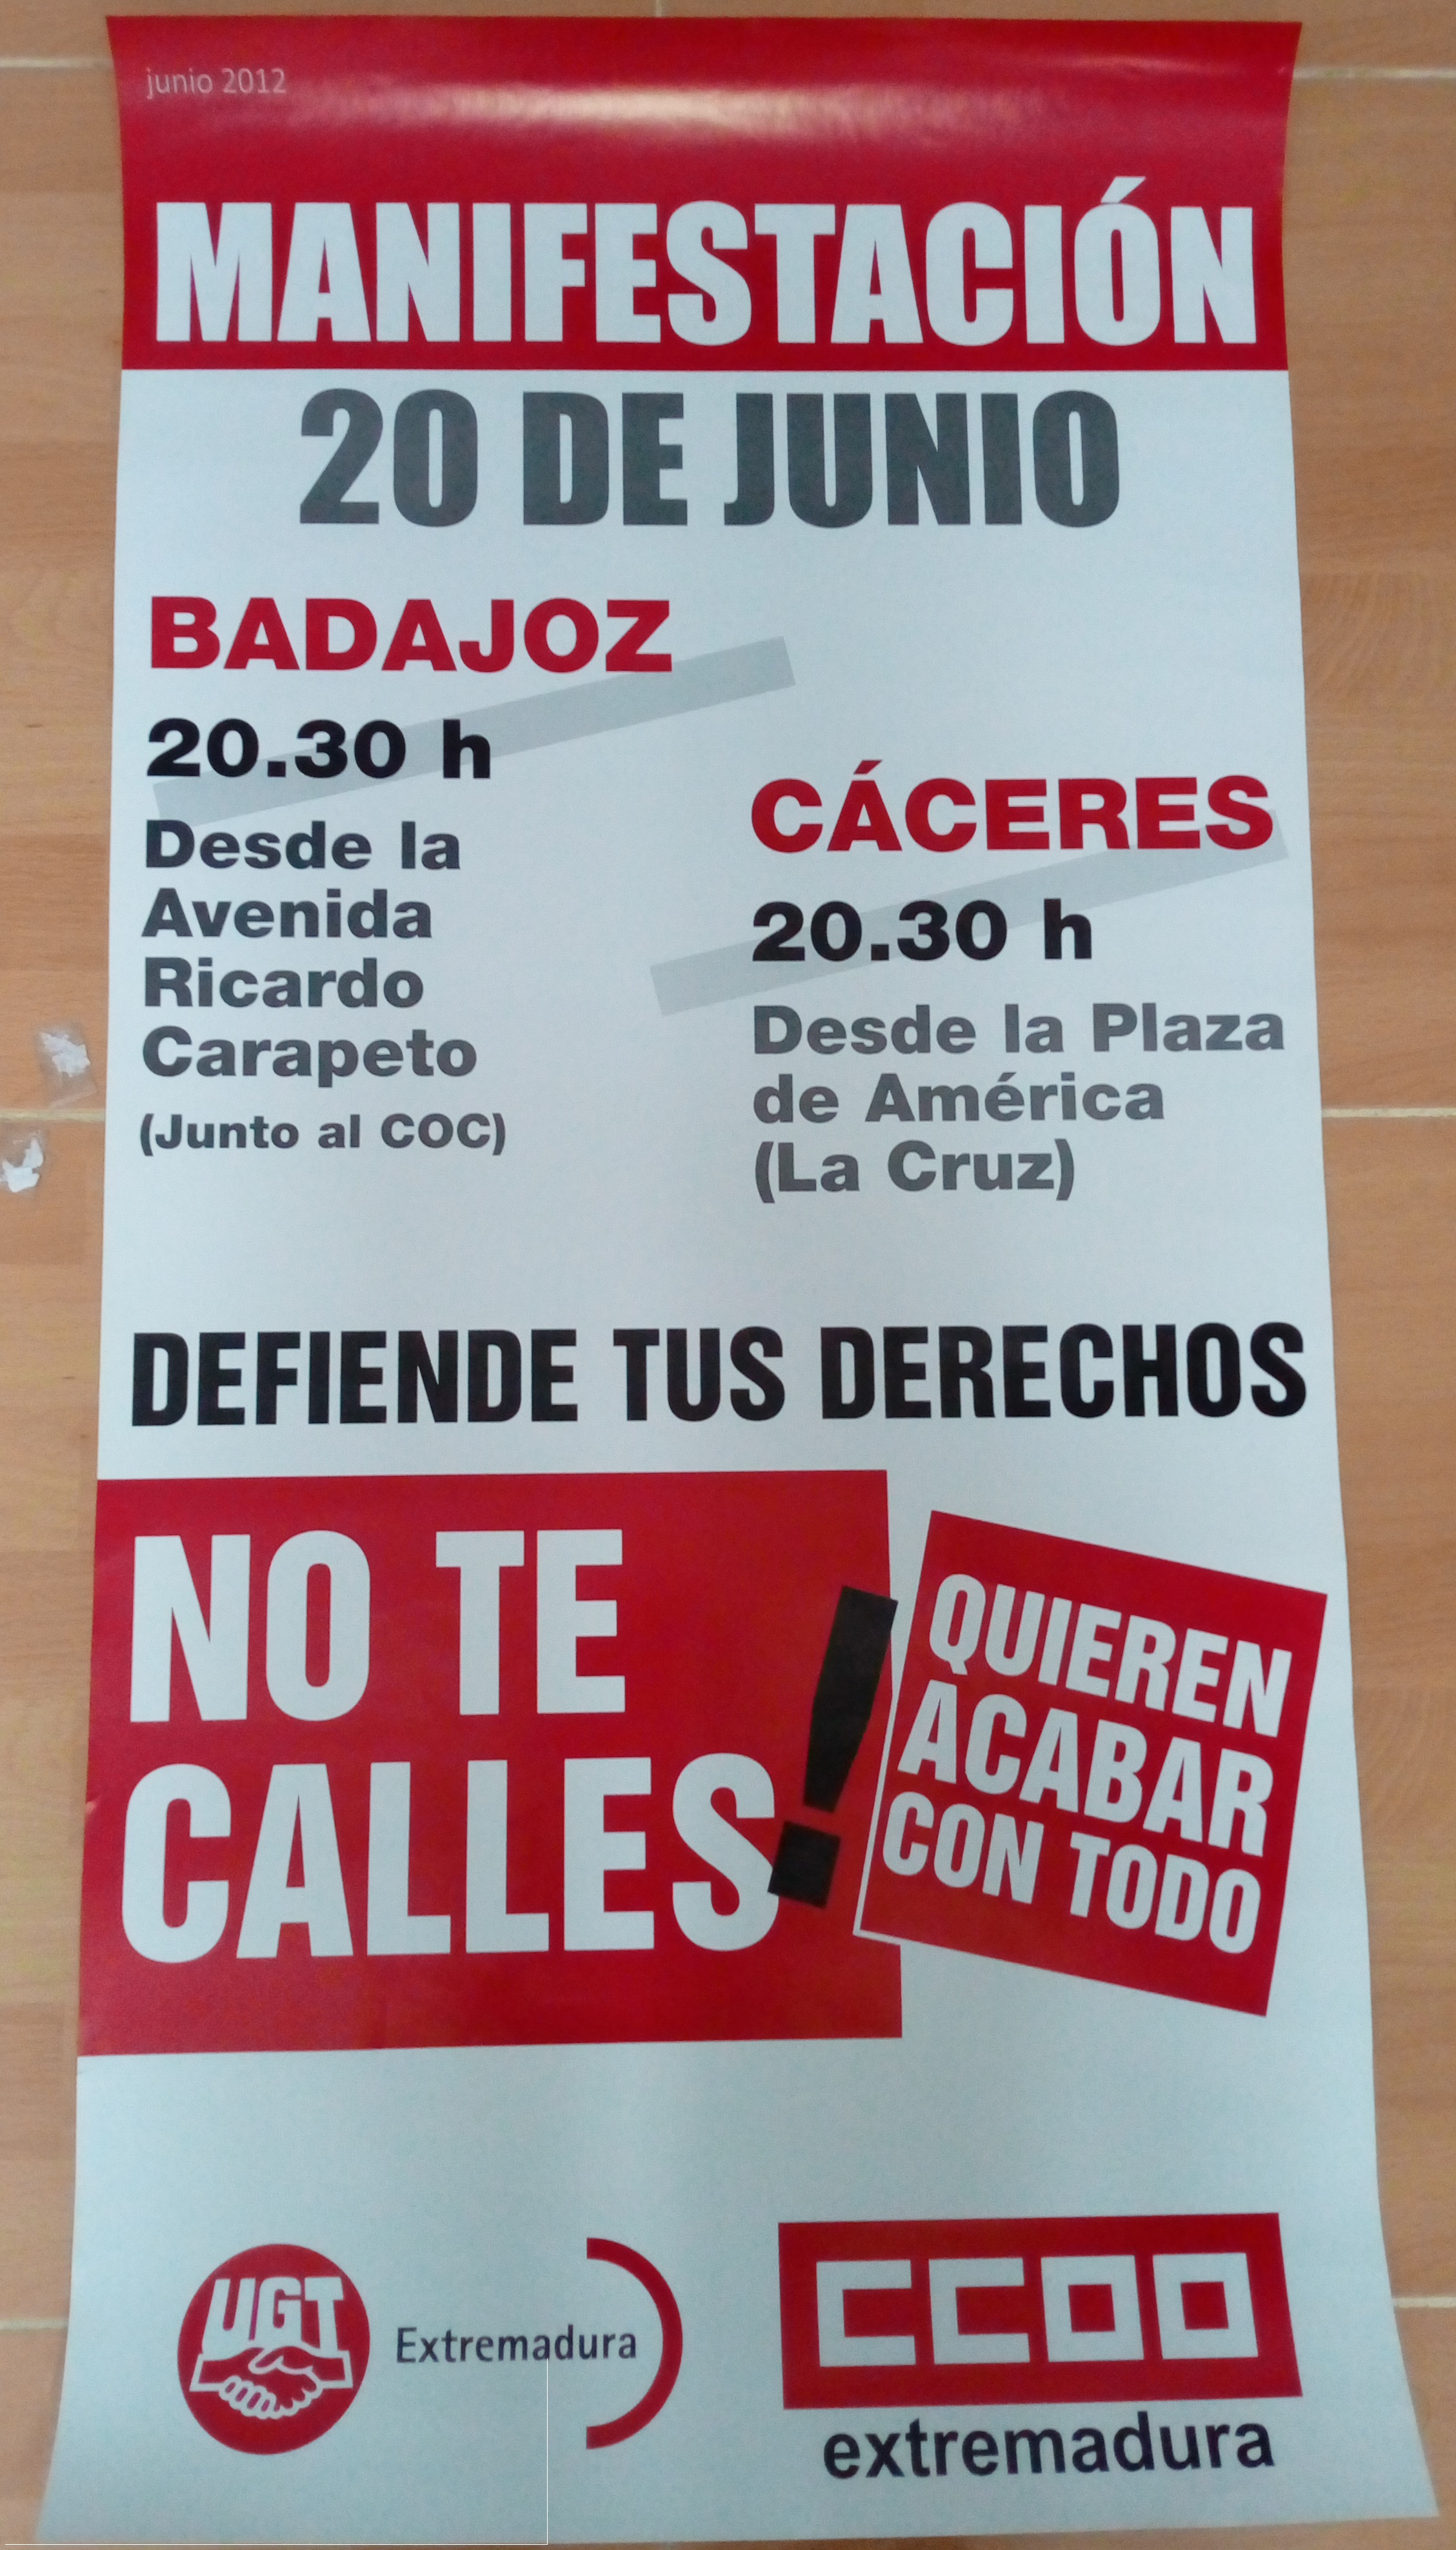 junio 2012
MANIFESTACIÓN
20 DE JUNIO
BADAJOZ
20.30 h
Desde la
Avenida
Ricardo
Carapeto
(Junto al COC)
CÁCERES
20.30 h
Desde la Plaza
de América
(La Cruz)
DEFIENDE TUS DERECHOS
NO TE
CALLES!
QUIEREN
ACABAR
CON TODO
UGT
Extremadura
CCOO
extremadura